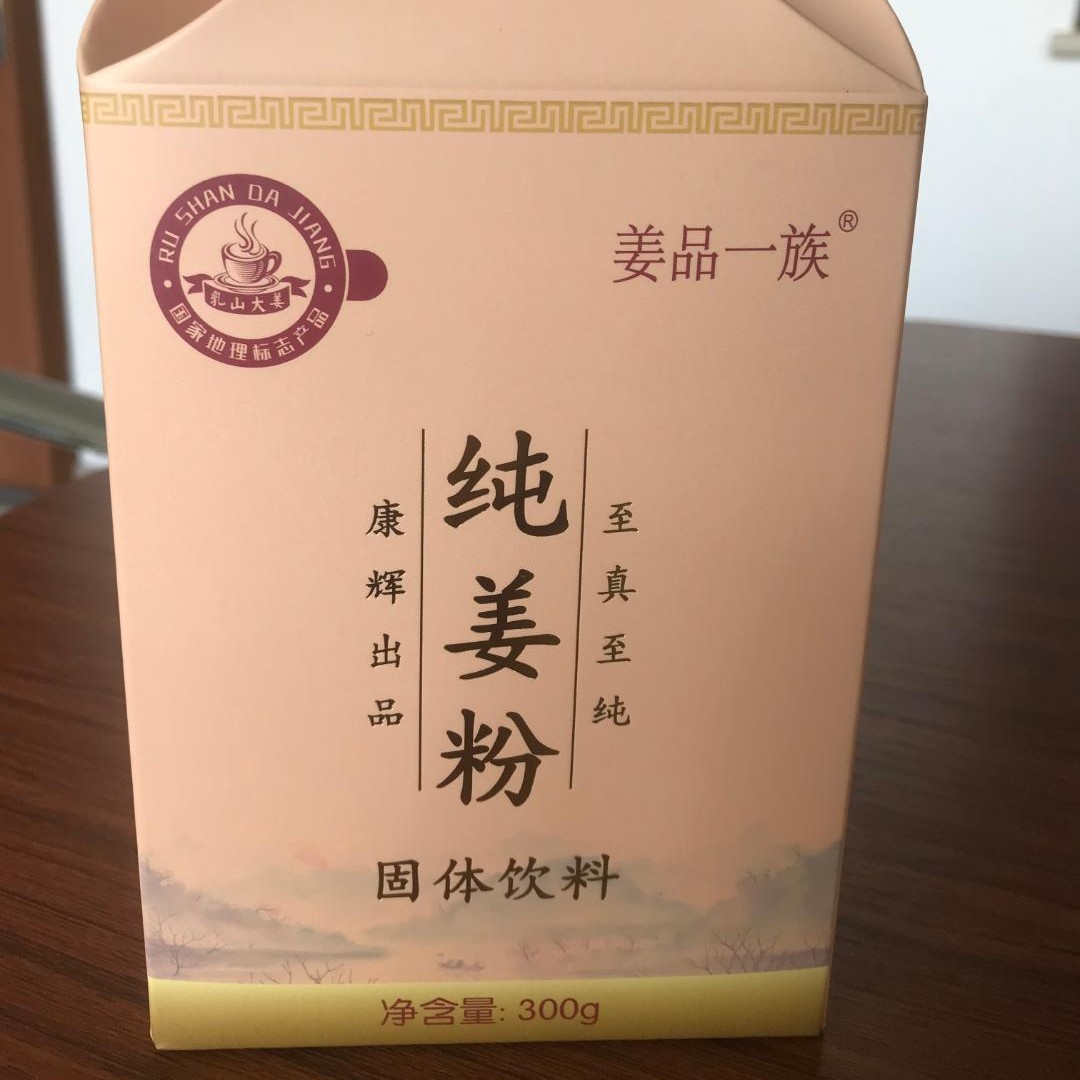 RU SHAN DA JIANG
乳山大姜
国家地理标志产品
姜品一族®
至真至纯
纯姜粉
康辉出品
固体饮料
净含量: 300g